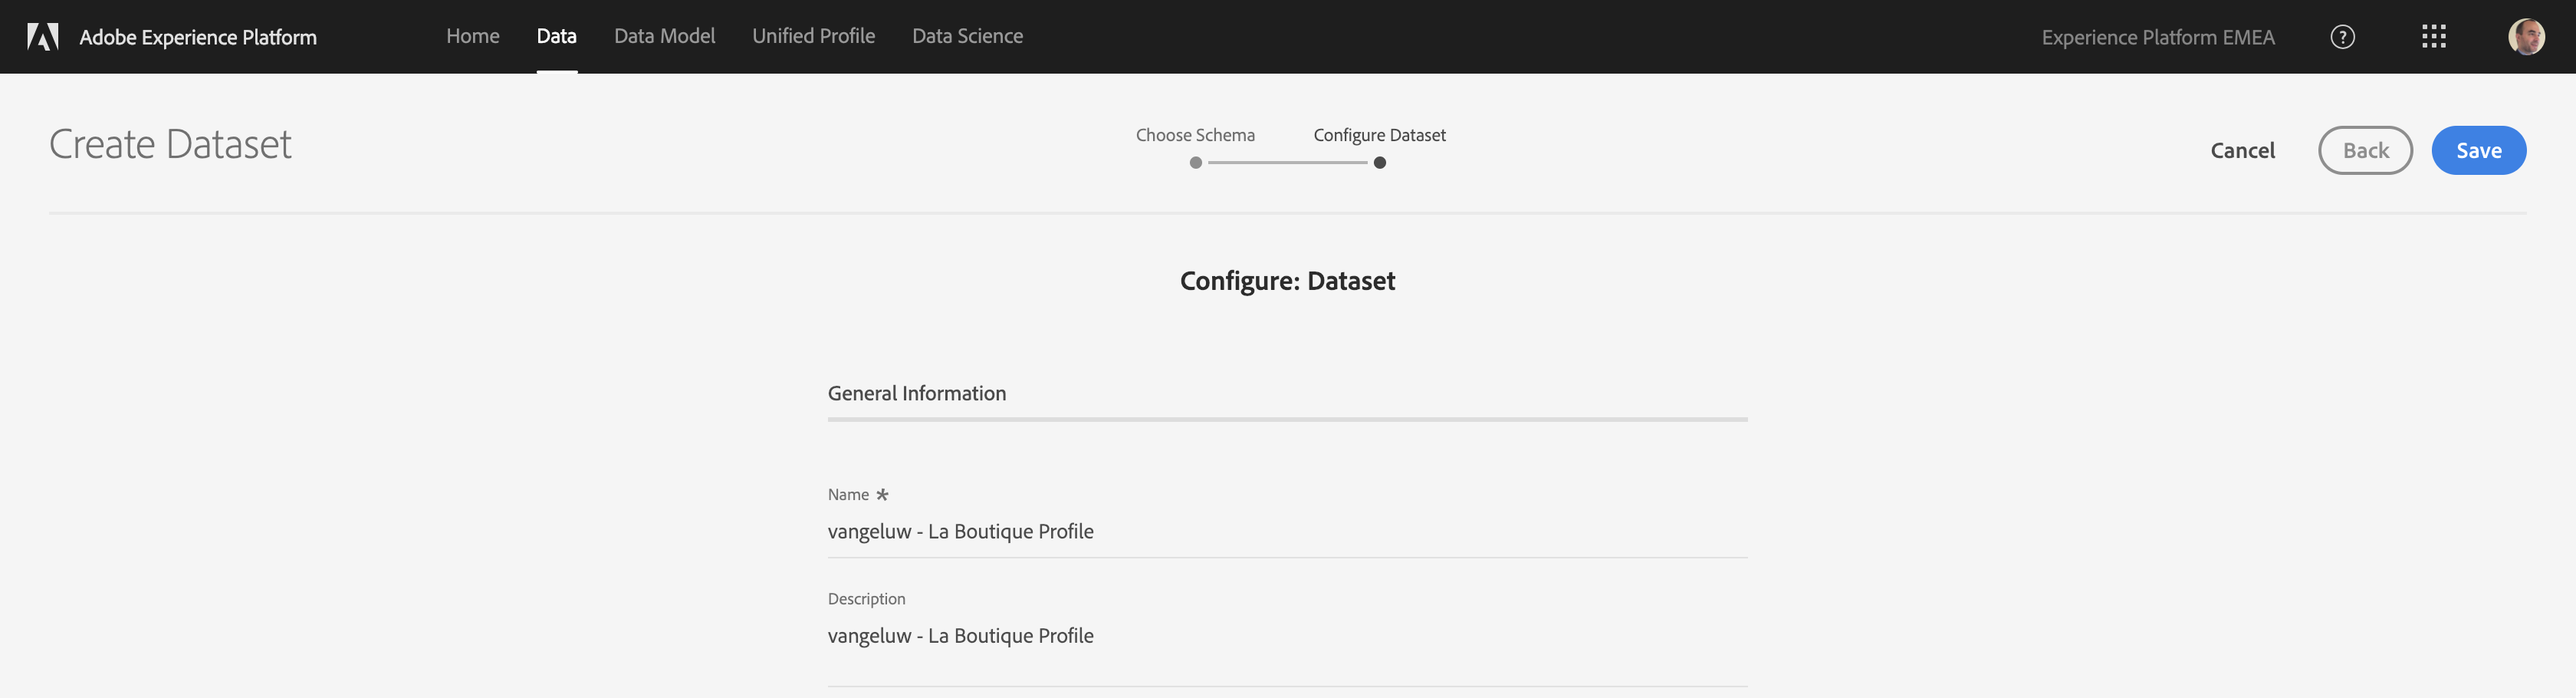 Adobe Experience Platform Home Data Data Model Unified Profile Data Science Experience Platform EMEA ?
Create Dataset
Choose Schema Configure Dataset
Cancel Back Save
Configure: Dataset
General Information
Name *
vangeluw - La Boutique Profile
Description
vangeluw - La Boutique Profile